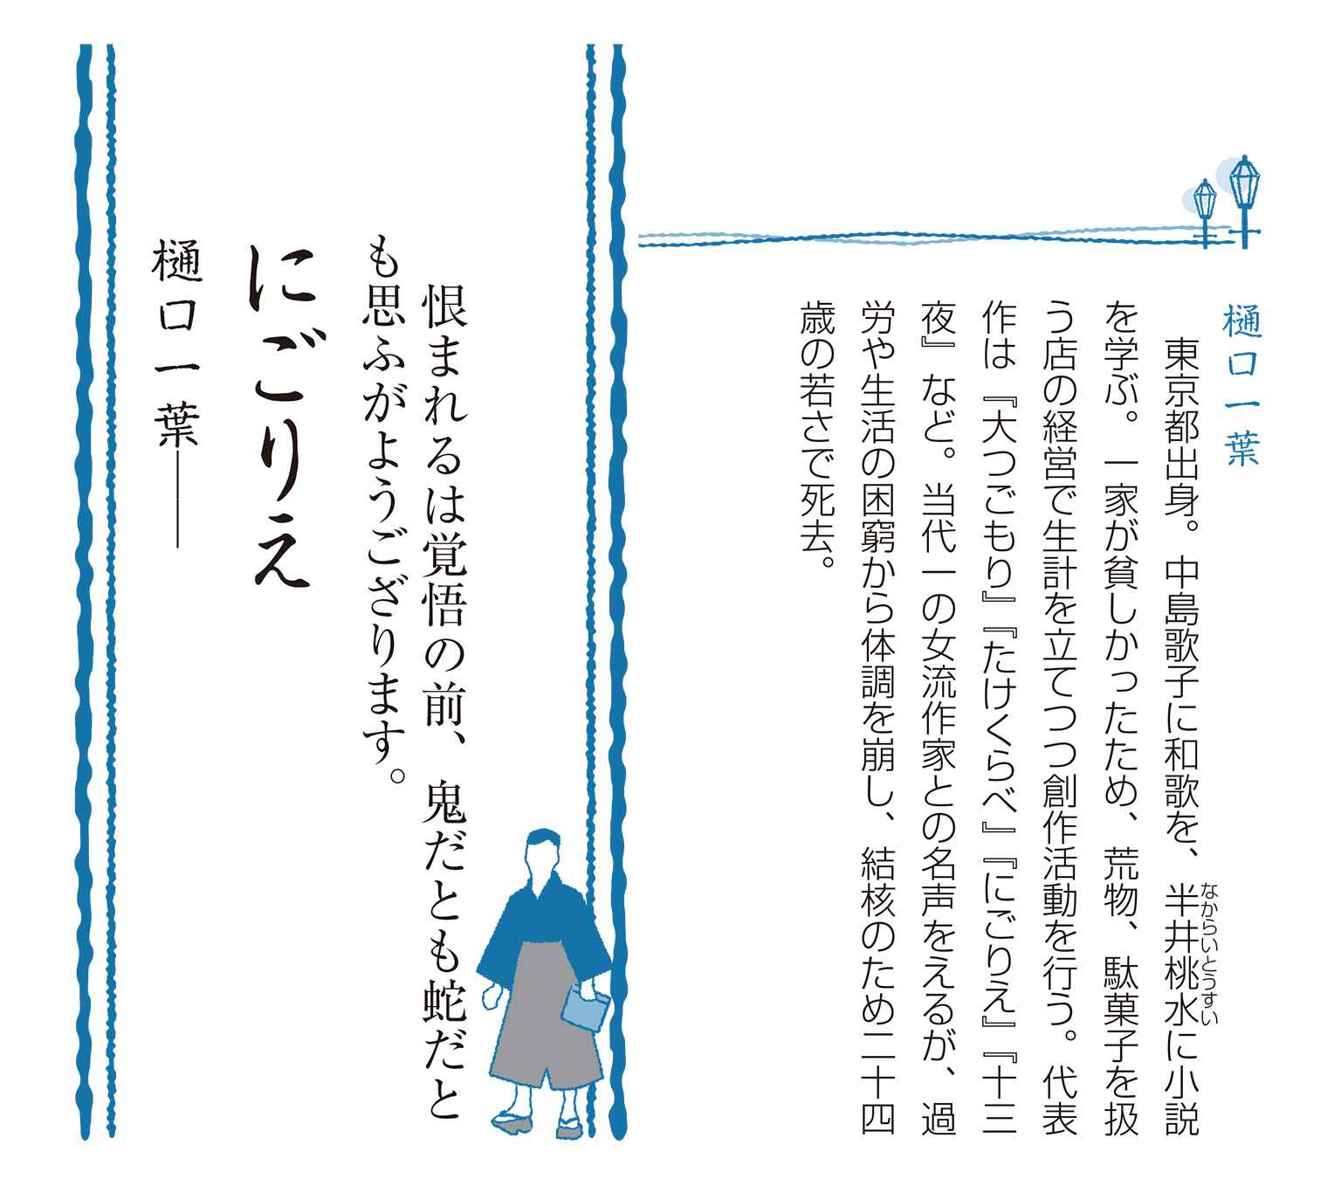 樋口一葉
東京都出身。中島歌子に和歌を、半井桃水に小説
なからいとうすい
を学ぶ。一家が貧しかったため、荒物、駄菓子を扱
う店の経営で生計を立てつつ創作活動を行う。代表
作は『大つごもり』『たけくらべ』『にごりえ』『十三
夜』など。当代一の女流作家との名声をえるが、過
労や生活の困窮から体調を崩し、結核のため二十四
歳の若さで死去。
恨まれるは覚悟の前、鬼だとも蛇だと
も思ふがようござります。
にごりえ
樋口一葉――